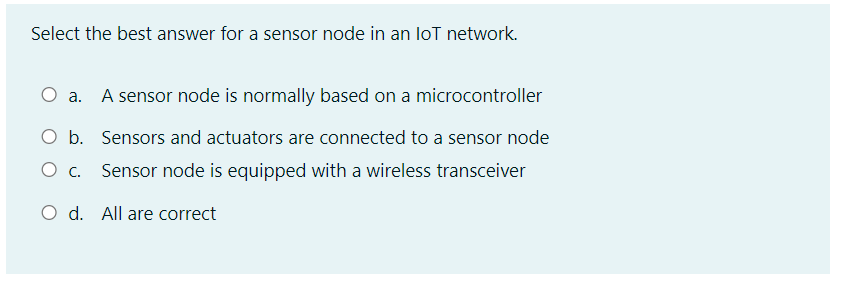 Select the best answer for a sensor node in an IoT network.
a. A sensor node is normally based on a microcontroller
b. Sensors and actuators are connected to a sensor node
c. Sensor node is equipped with a wireless transceiver
d. All are correct